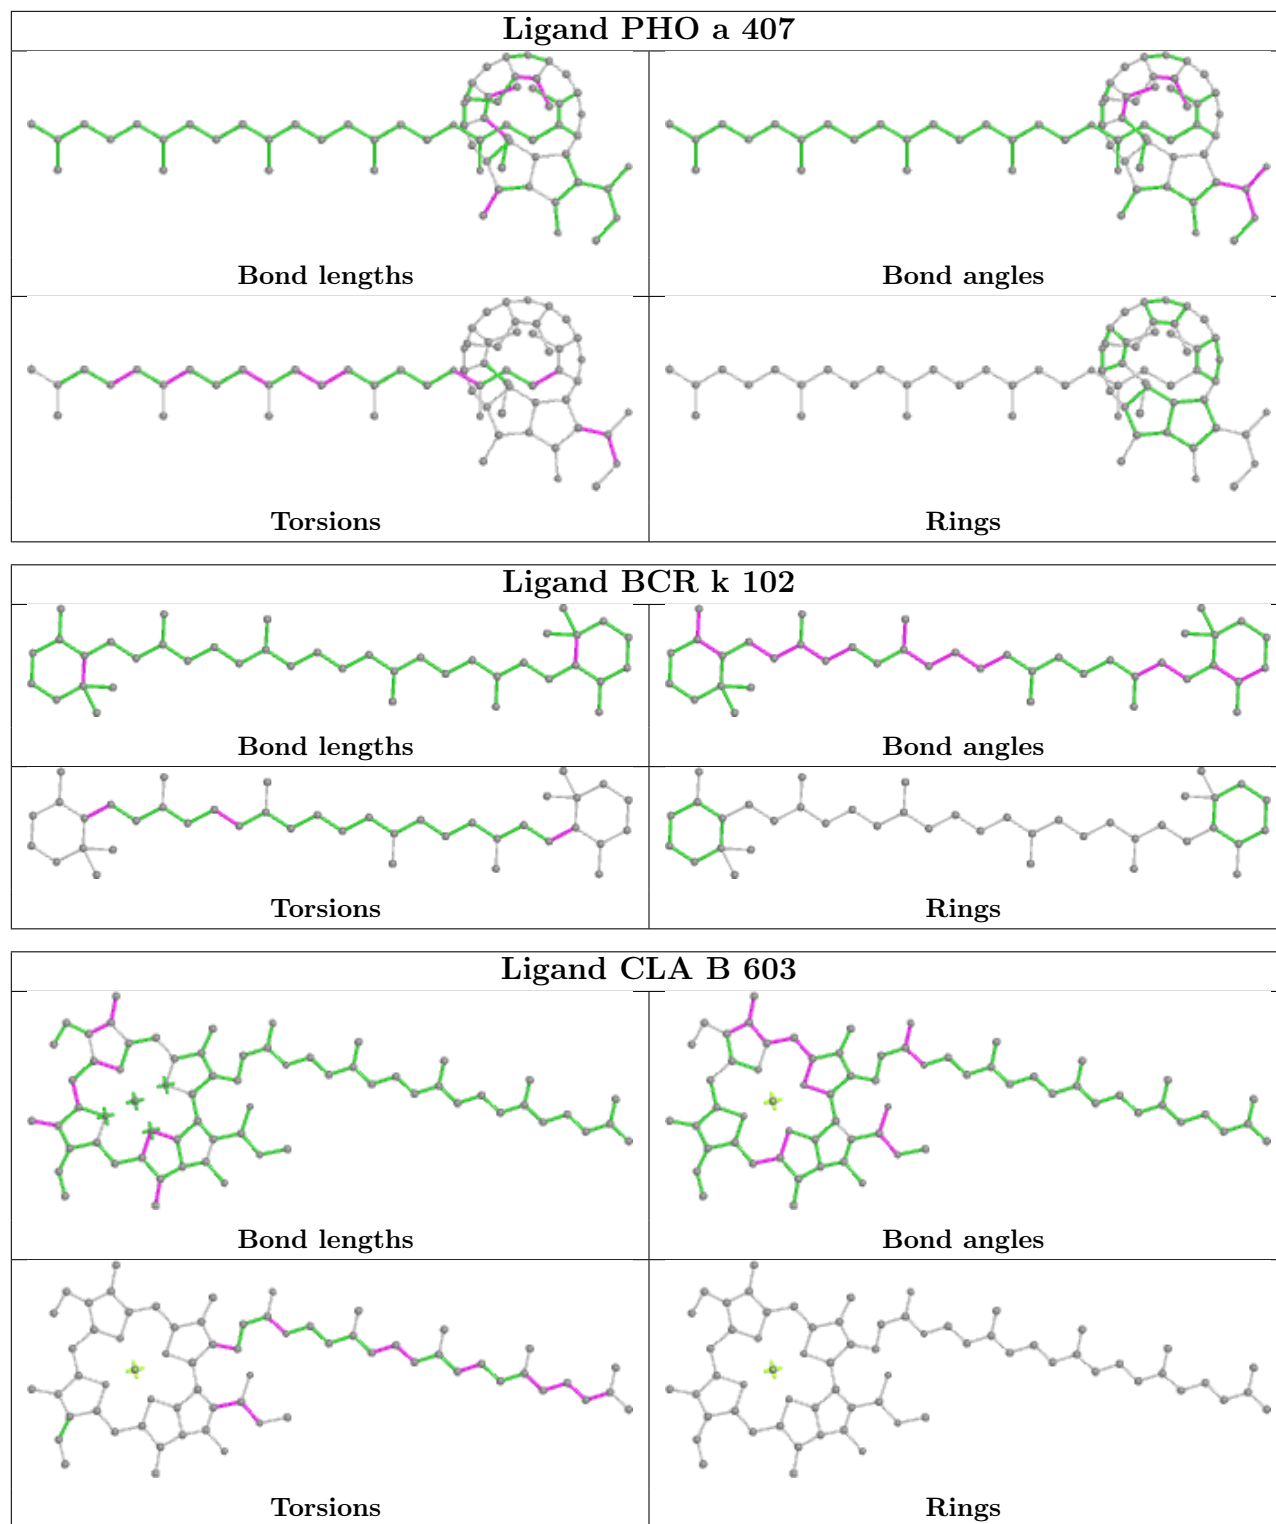 Ligand PHO a 407
Bond lengths
Bond angles
Torsions
Rings
Ligand BCR k 102
Bond lengths
Bond angles
Torsions
Rings
Ligand CLA B 603
Bond lengths
Bond angles
Torsions
Rings